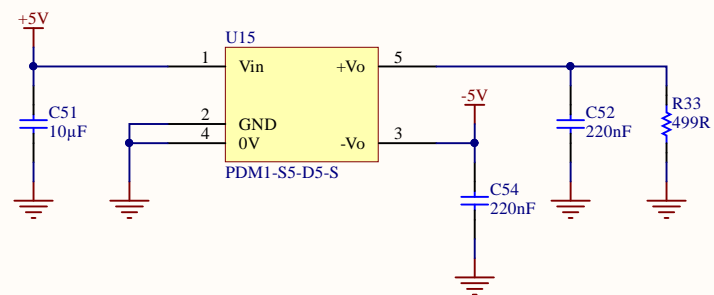 +5V
U15
1
Vin
+Vo
5
C51
10µF
2
GND
4
0V
-Vo
3
PDM1-S5-D5-S
-5V
C54
220nF
C52
220nF
R33
499R